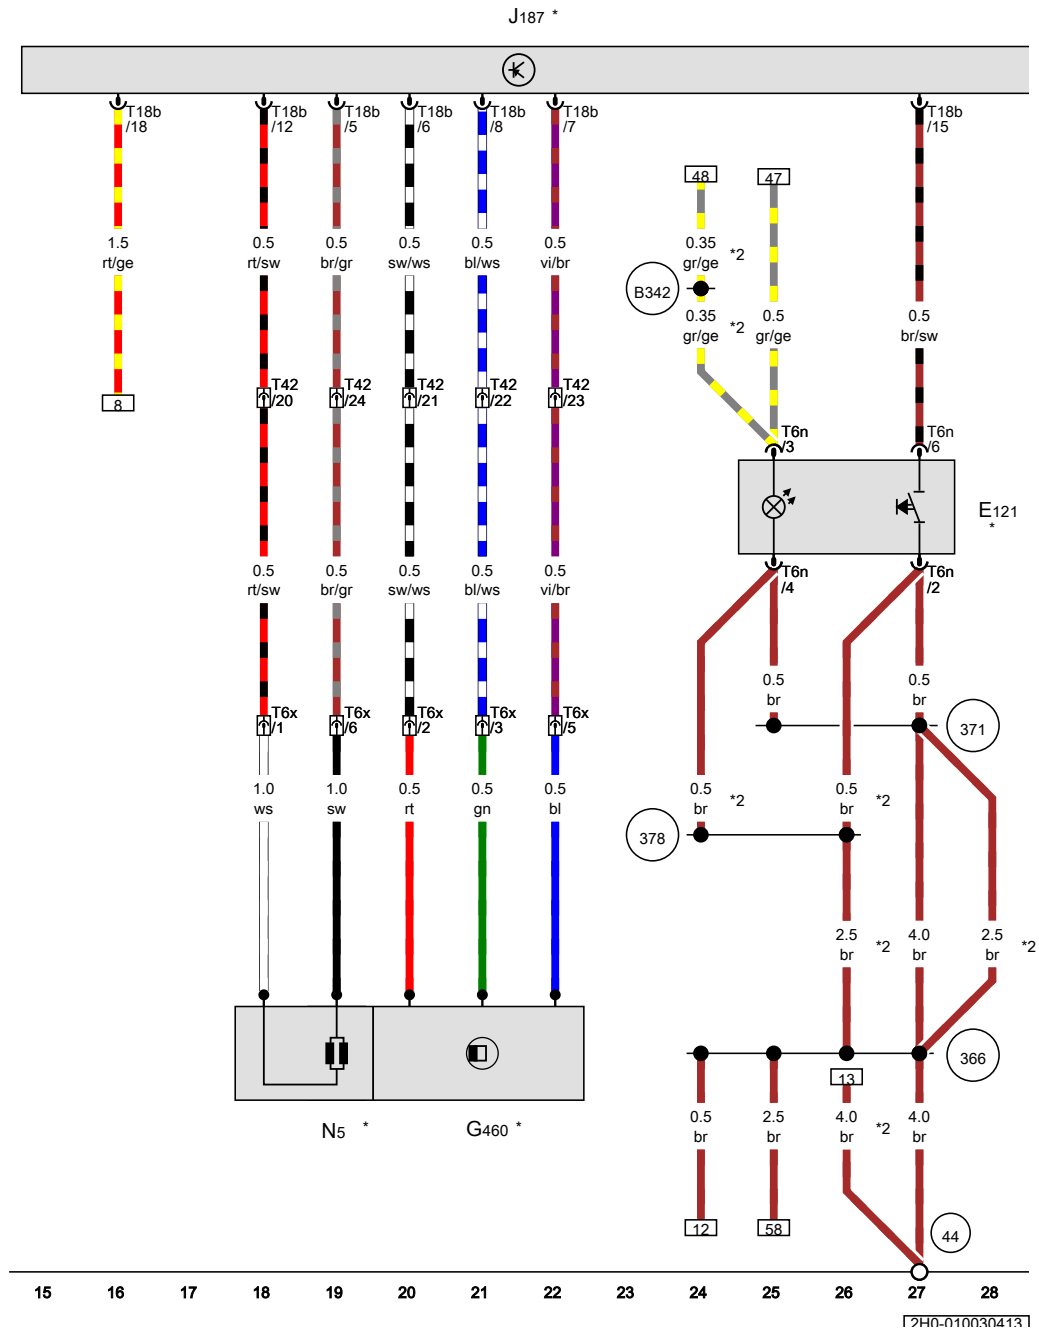 J187 *
T18b T18b T18b T18b T18b T18b T18b
/18 /12 /5 /6 /8 /7 /15
48 47
1.5 0.5 0.5 0.5 0.5 0.5 0.35 *2
rt/ge rt/sw br/gr sw/ws bl/ws vi/br gr/ge
B342
0.35 *2 0.5 0.5
gr/ge gr/ge br/sw
T42 T42 T42 T42 T42
/20 /24 /21 /22 /23
8
T6n T6n
/3 /6
E121
*
0.5 0.5 0.5 0.5 0.5 T6n T6n
rt/sw br/gr sw/ws bl/ws vi/br /4 /2
0.5 0.5
br br
T6x T6x T6x T6x T6x
/1 /6 /2 /3 /5
371
1.0 1.0 0.5 0.5 0.5 0.5 *2 0.5 *2
ws sw rt gn bl br br
378
2.5 *2 4.0 2.5 *2
br br br
366
13
N5 * G460 *
0.5 2.5 4.0 *2 4.0
br br br br
12 58
44
15 16 17 18 19 20 21 22 23 24 25 26 27 28
2H0-010030413